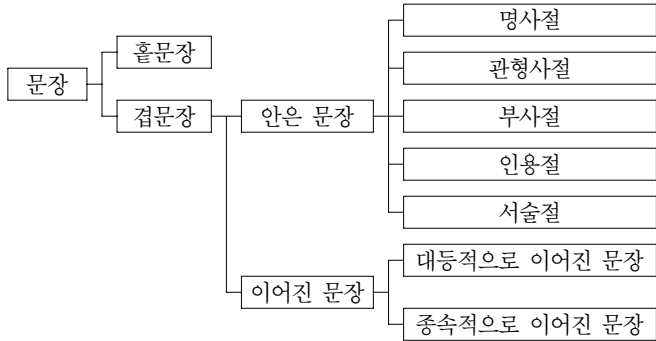 문장
홑문장
겹문장
안은 문장
명사절
관형사절
부사절
인용절
서술절
이어진 문장
대등적으로 이어진 문장
종속적으로 이어진 문장